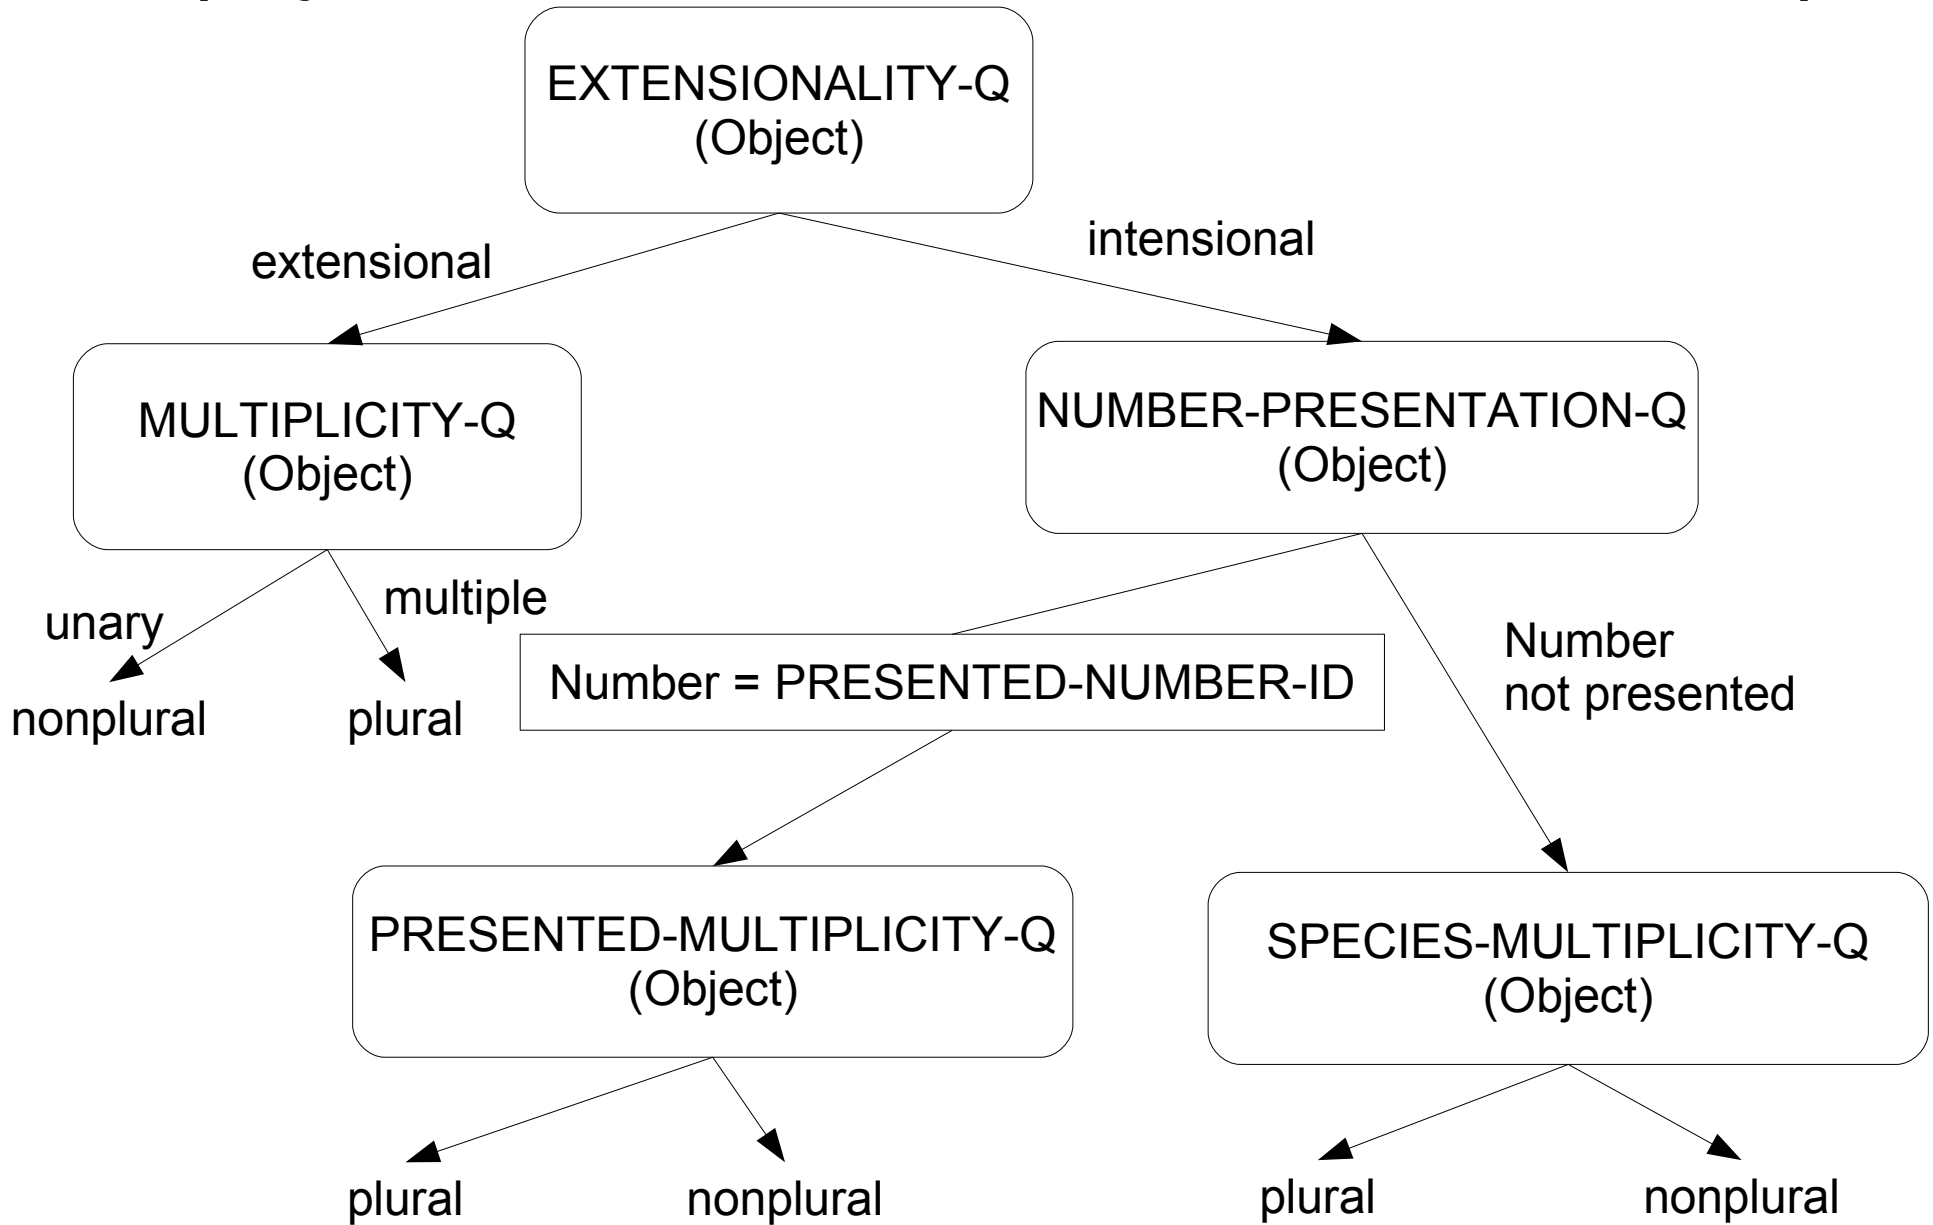 EXTENSIONALITY-Q
(Object)
extensional
intensional
MULTIPLICITY-Q
(Object)
NUMBER-PRESENTATION-Q
(Object)
unary
multiple
nonplural
plural
Number = PRESENTED-NUMBER-ID
Number
not presented
PRESENTED-MULTIPLICITY-Q
(Object)
SPECIES-MULTIPLICITY-Q
(Object)
plural
nonplural
plural
nonplural